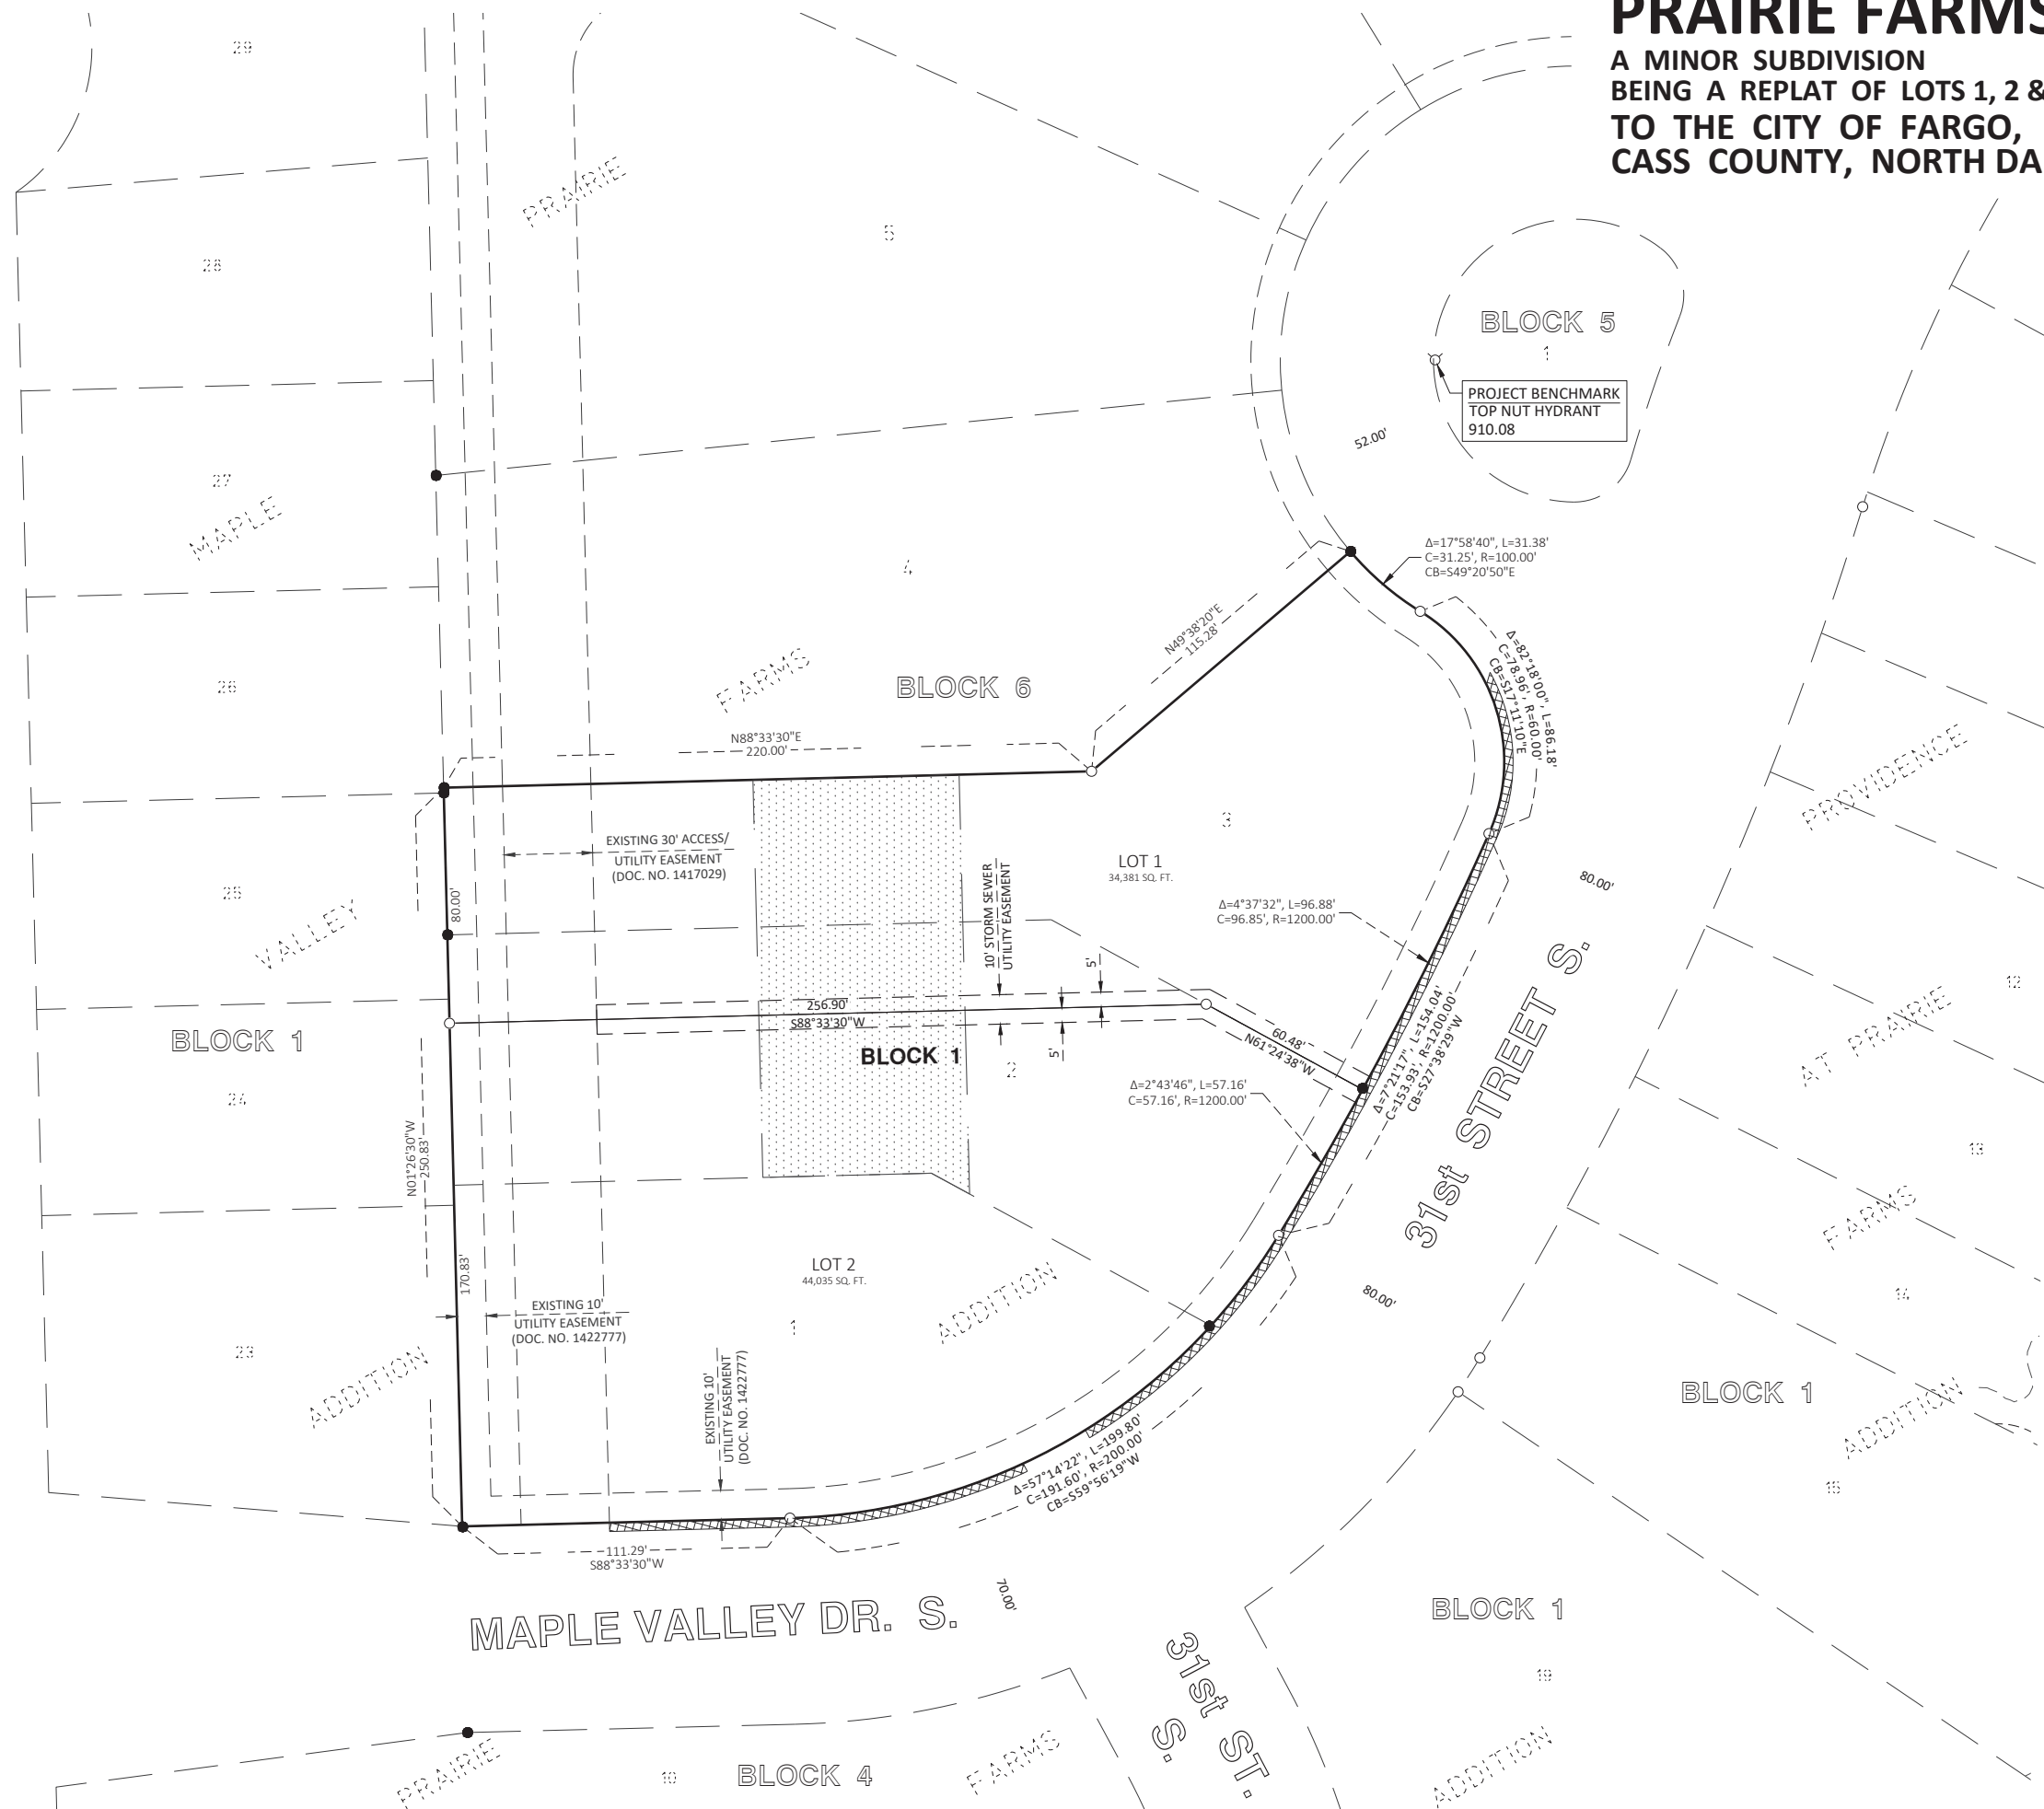 PRAIRIE FARMS
A MINOR SUBDIVISION
BEING A REPLAT OF LOTS 1, 2 &
TO THE CITY OF FARGO,
CASS COUNTY, NORTH DA
29
PRAIRIE
5
28
BLOCK 5
1
PROJECT BENCHMARK
TOP NUT HYDRANT
910.08
52.00'
27
MAPLE
4
Δ=17°58'40", L=31.38'
C=31.25', R=100.00'
CB=S49°20'50"E
N49°38'20"E
115.28'
Δ=82°18'00", L=86.18'
C=78.96', R=60.00'
CB=S17°11'10"E
26
FARMS
BLOCK 6
N88°33'30"E
220.00'
PROVIDENCE
EXISTING 30' ACCESS/
UTILITY EASEMENT
(DOC. NO. 1417029)
3
LOT 1
34,381 SQ. FT.
25
VALLEY
80.00'
10' STORM SEWER
UTILITY EASEMENT
5'
Δ=4°37'32", L=96.88'
C=96.85', R=1200.00'
80.00'
31st STREET S.
12
256.90'
S88°33'30"W
BLOCK 1
BLOCK 1
2
5'
60.48'
N61°24'38"W
Δ=7°21'17", L=154.04'
C=153.93', R=1200.00'
CB=S27°38'29"W
AT PRAIRIE
24
Δ=2°43'46", L=57.16'
C=57.16', R=1200.00'
N01°26'30"W
250.83'
13
FARMS
170.83'
LOT 2
44,035 SQ. FT.
ADDITION
80.00'
14
EXISTING 10'
UTILITY EASEMENT
(DOC. NO. 1422777)
1
23
ADDITION
EXISTING 10'
UTILITY EASEMENT
(DOC. NO. 1422777)
BLOCK 1
ADDITION
Δ=57°14'22", L=199.80'
C=191.60', R=200.00'
CB=S59°56'19"W
15
111.29'
S88°33'30"W
70.00'
MAPLE VALLEY DR. S.
BLOCK 1
19
31st ST.
S.
PRAIRIE
10
BLOCK 4
FARMS
ADDITION